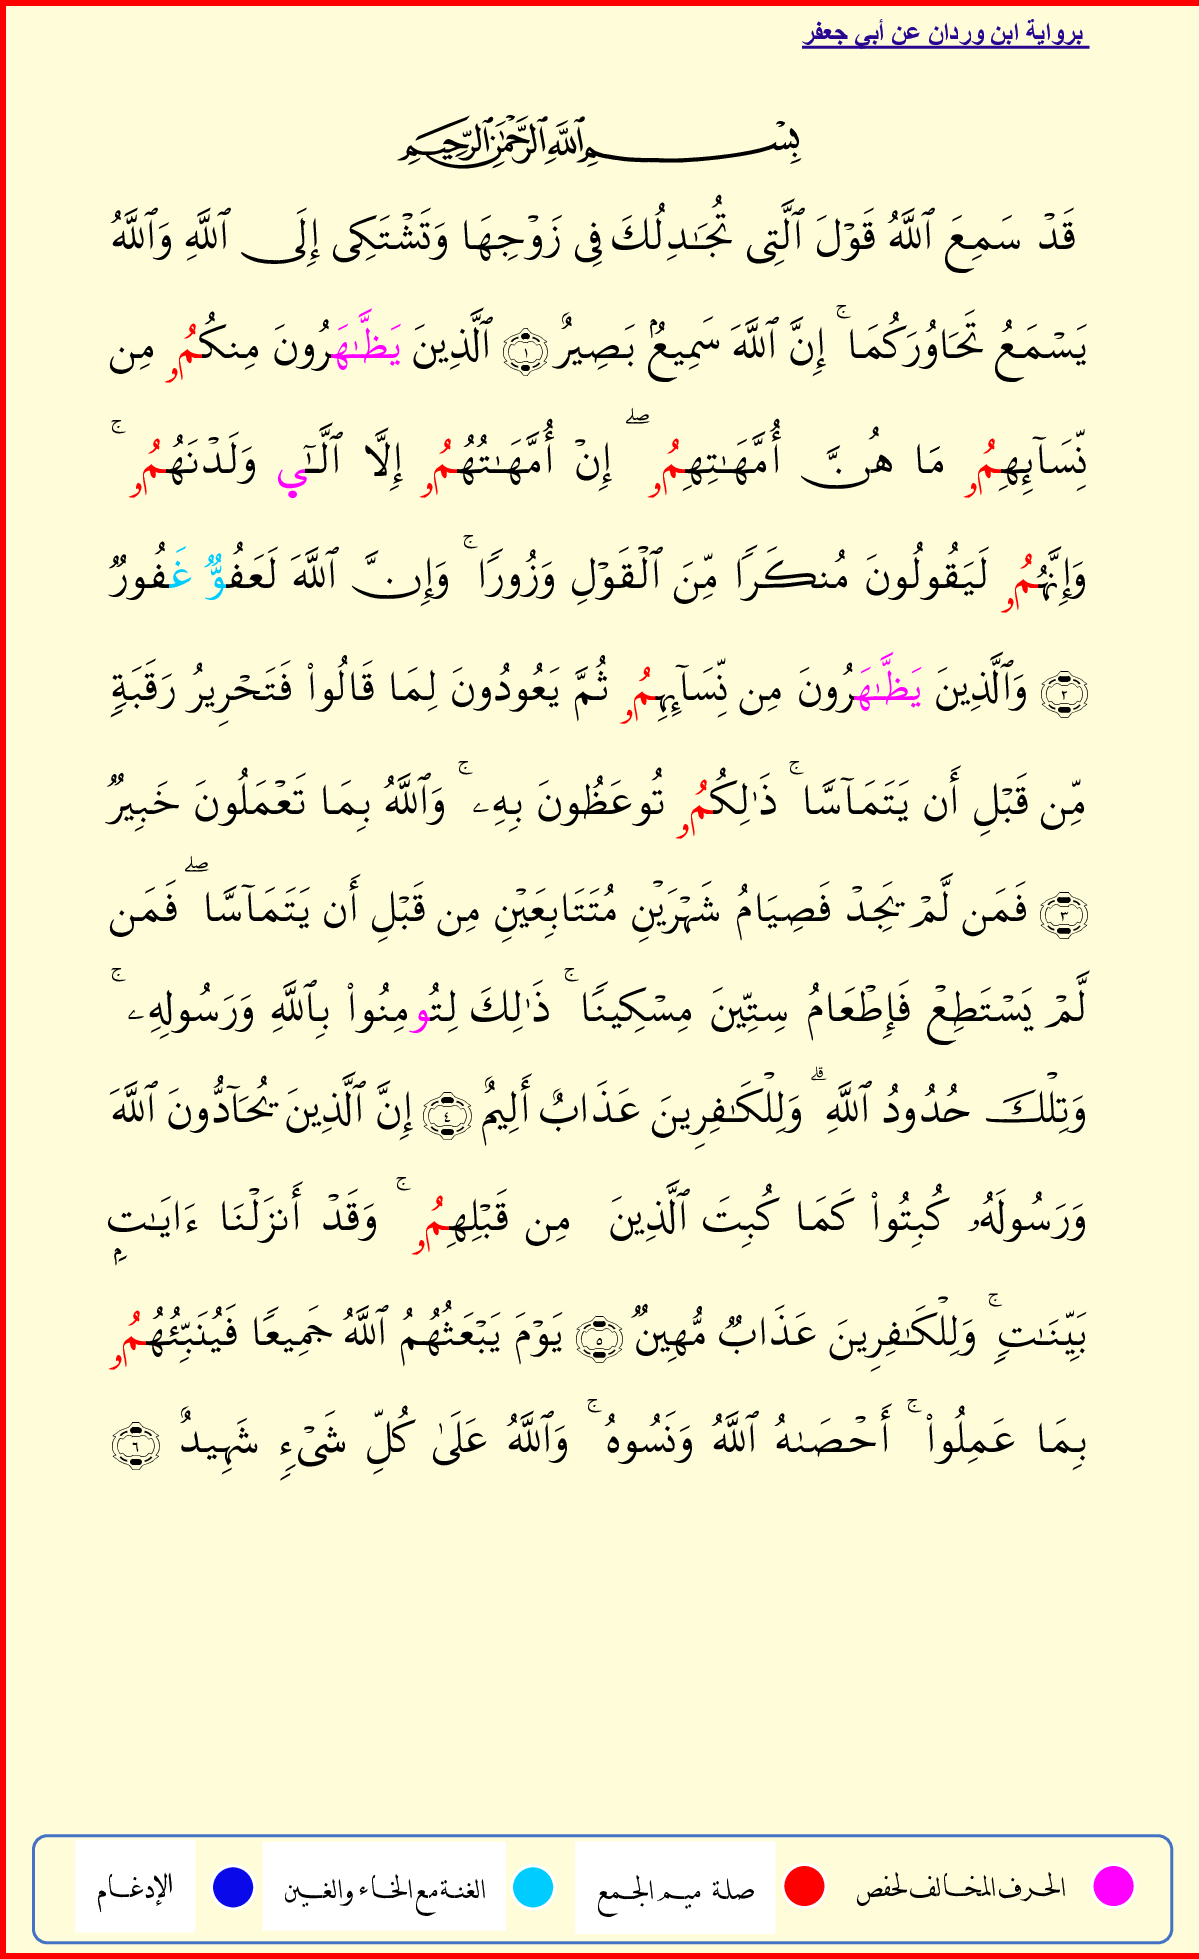 برواية ابن وردان عن أبي جعفر
بِسْمِ ٱللَّهِ ٱلرَّحْمَٰنِ ٱلرَّحِيمِ
قَدْ سَمِعَ ٱللَّهُ قَوْلَ ٱلَّتِى تُجَـٰدِلُكَ فِى زَوْجِهَا وَتَشْتَكِى إِلَى ٱللَّهِ وَٱللَّهُ
يَسْمَعُ تَحَاوُرَكُمَا ۚ إِنَّ ٱللَّهَ سَمِيعُۢ بَصِيرٌ ١ ٱلَّذِينَ يَظَّـٰهَرُونَ مِنكُمُۥ مِن
نِّسَآئِهِمُۥ مَا هُنَّ أُمَّهَـٰتِهِمُۥ ۖ إِنْ أُمَّهَـٰتُهُمُۥ إِلَّا ٱلَّـٰٓي وَلَدْنَهُمُۥ ۚ
وَإِنَّهُمُۥ لَيَقُولُونَ مُنكَرًا مِّنَ ٱلْقَوْلِ وَزُورًا ۚ وَإِنَّ ٱللَّهَ لَعَفُوٌّ غَفُورٌ
٢ وَٱلَّذِينَ يَظَّـٰهَرُونَ مِن نِّسَآئِهِمُۥ ثُمَّ يَعُودُونَ لِمَا قَالُوا۟ فَتَحْرِيرُ رَقَبَةٍ
مِّن قَبْلِ أَن يَتَمَآسَّا ۚ ذَٰلِكُمُۥ تُوعَظُونَ بِهِۦ ۚ وَٱللَّهُ بِمَا تَعْمَلُونَ خَبِيرٌ
٣ فَمَن لَّمْ يَجِدْ فَصِيَامُ شَهْرَيْنِ مُتَتَابِعَيْنِ مِن قَبْلِ أَن يَتَمَآسَّا ۖ فَمَن
لَّمْ يَسْتَطِعْ فَإِطْعَامُ سِتِّينَ مِسْكِينًا ۚ ذَٰلِكَ لِتُومِنُوا۟ بِٱللَّهِ وَرَسُولِهِۦ ۚ
وَتِلْكَ حُدُودُ ٱللَّهِ ۗ وَلِلْكَـٰفِرِينَ عَذَابٌ أَلِيمٌ ٤ إِنَّ ٱلَّذِينَ يُحَآدُّونَ ٱللَّهَ
وَرَسُولَهُۥ كُبِتُوا۟ كَمَا كُبِتَ ٱلَّذِينَ مِن قَبْلِهِمُۥ ۚ وَقَدْ أَنزَلْنَا ءَايَـٰتٍۭ
بَيِّنَـٰتٍ ۚ وَلِلْكَـٰفِرِينَ عَذَابٌ مُّهِينٌ ٥ يَوْمَ يَبْعَثُهُمُ ٱللَّهُ جَمِيعًا فَيُنَبِّئُهُمُۥ
بِمَا عَمِلُوٓا۟ ۚ أَحْصَىٰهُ ٱللَّهُ وَنَسُوهُ ۚ وَٱللَّهُ عَلَىٰ كُلِّ شَىْءٍ شَهِيدٌ ٦
الحرف المخالف لحفص صلة ميم الجمع الغنة مع الخاء والغين الإدغام